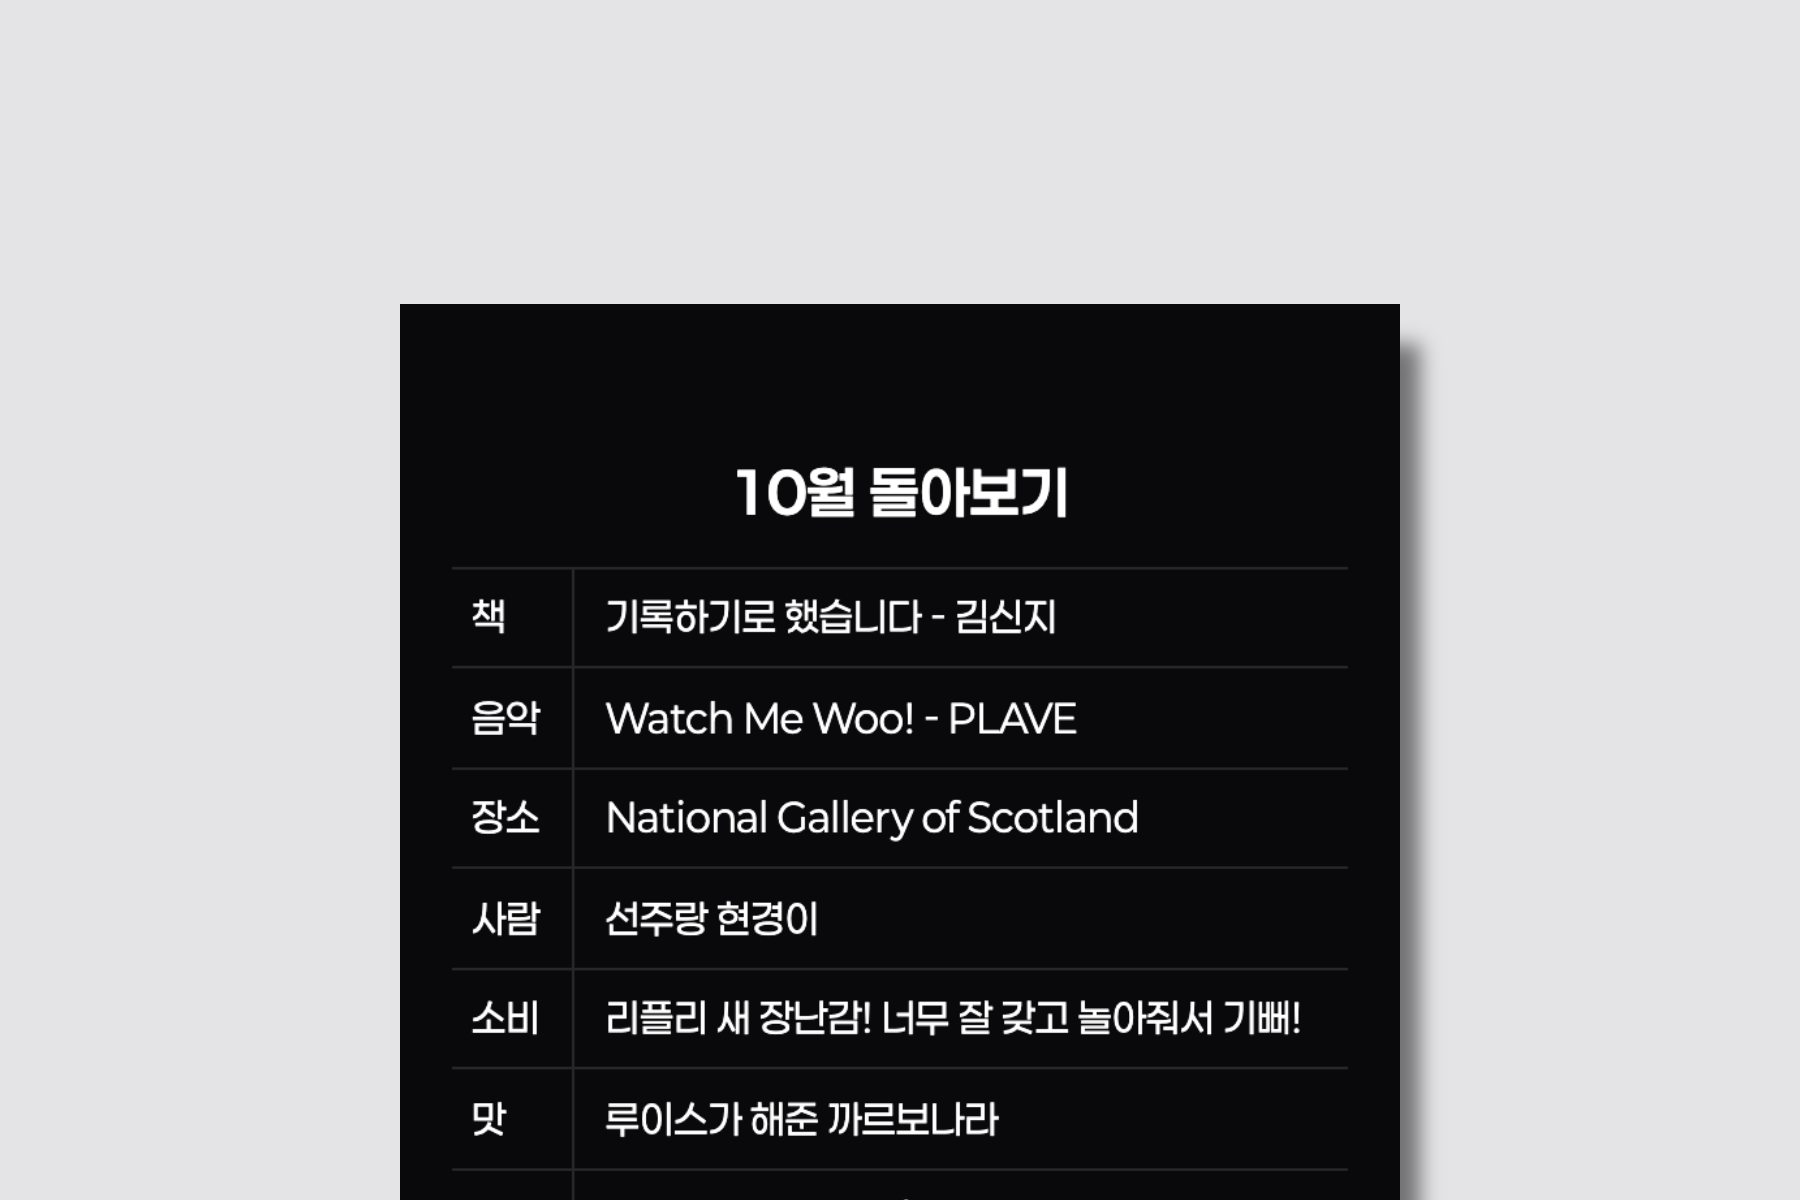 10월 돌아보기
책 기록하기로 했습니다 - 김신지
음악 Watch Me Woo! - PLAVE
장소 National Gallery of Scotland
사람 선주랑 현경이
소비 리플리 새 장난감! 너무 잘 갖고 놀아줘서 기뻐!
맛 루이스가 해준 까르보나라